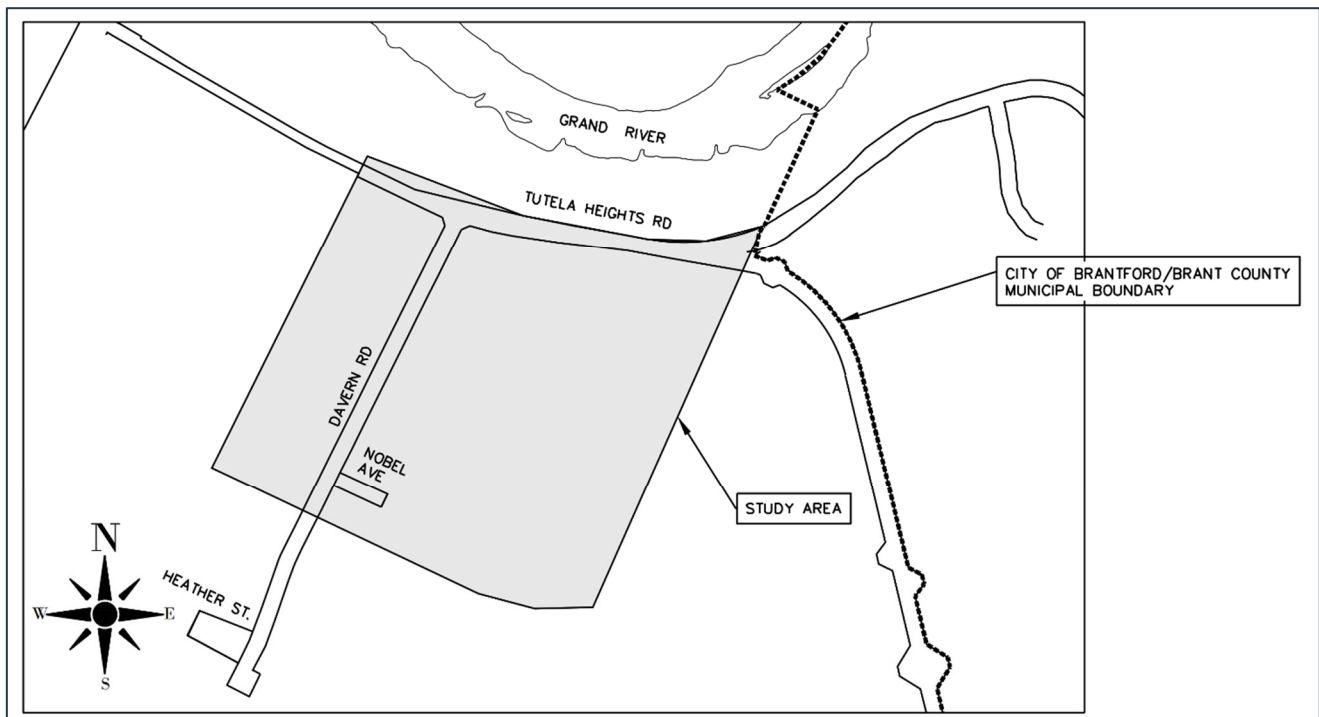 GRAND RIVER
TUTELA HEIGHTS RD
CITY OF BRANTFORD/BRANT COUNTY
MUNICIPAL BOUNDARY
DAVERN RD
NOBEL
AVE
STUDY AREA
HEATHER ST.
N
W
E
S